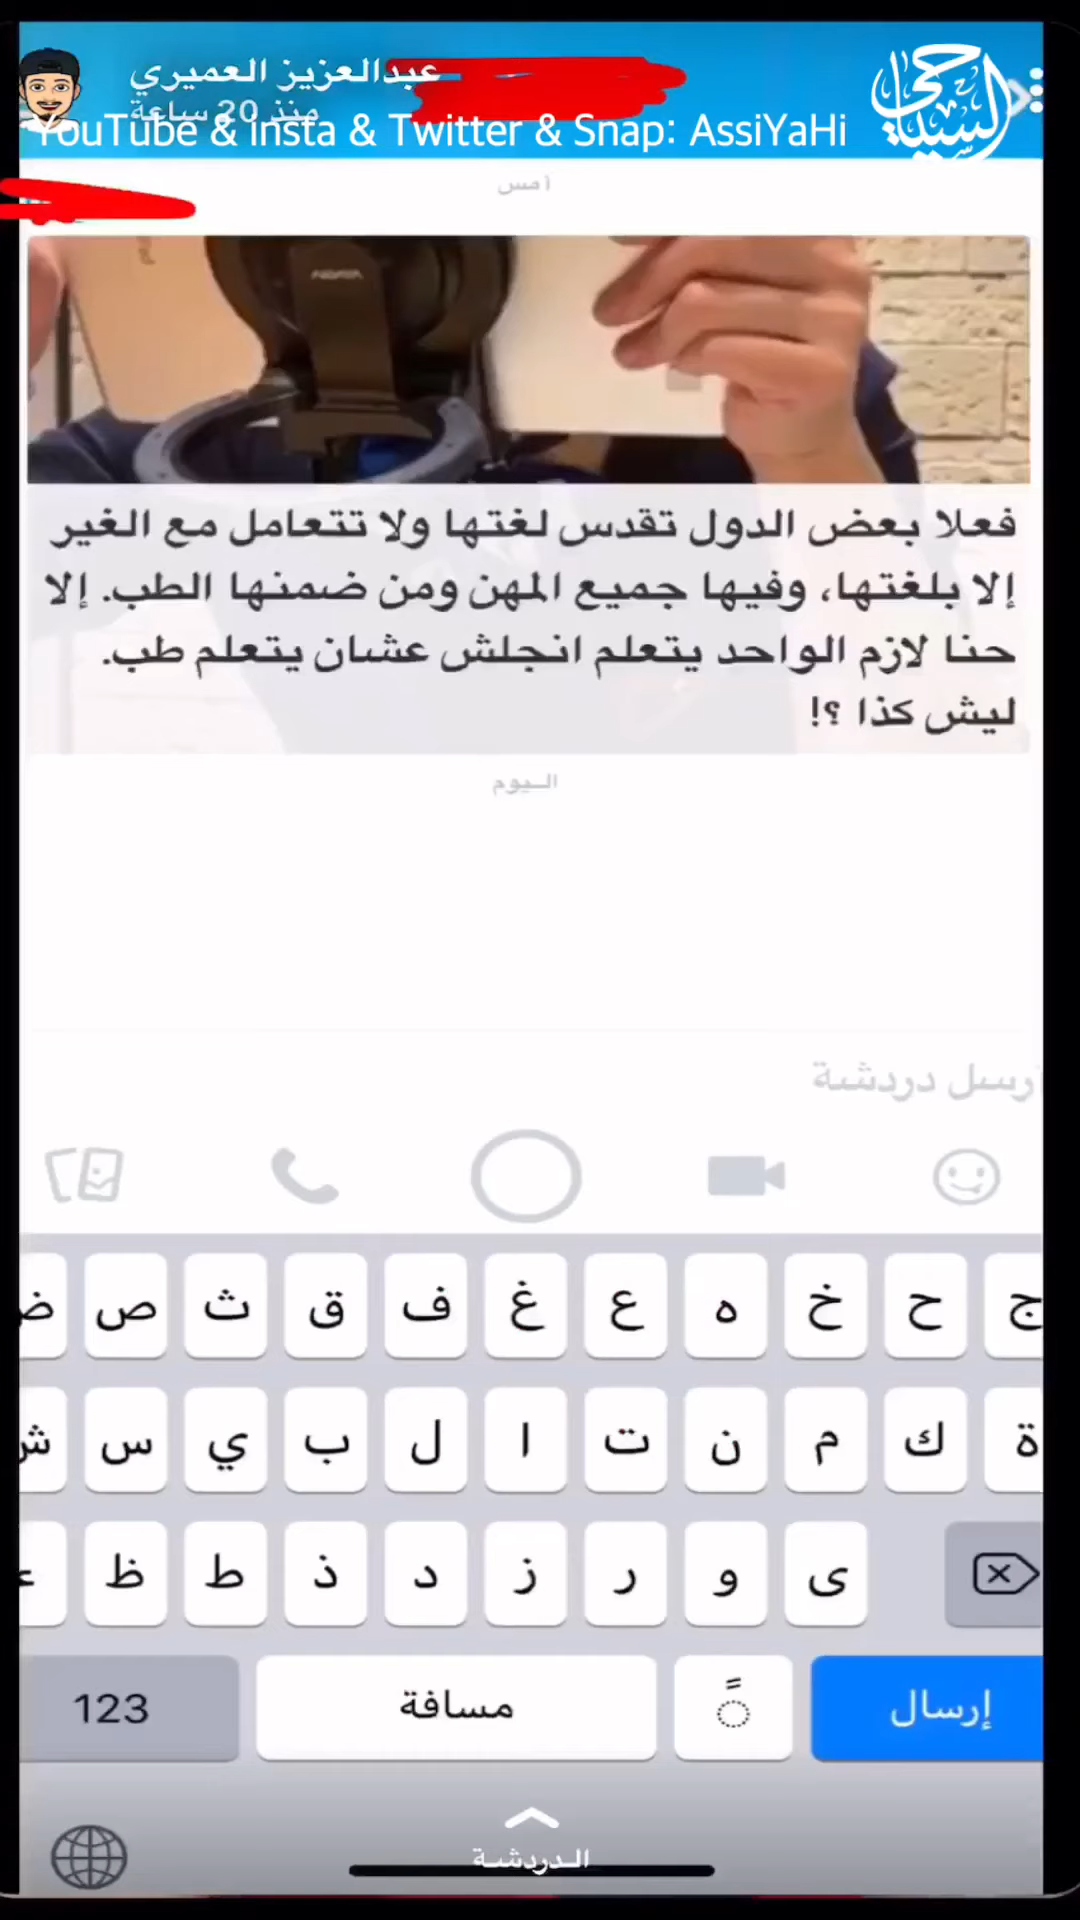 عبدالعزيز العميري
منذ 20 ساعة
YouTube & Insta & Twitter & Snap: AssiYaHi
السياحي
أمس
فعلا بعض الدول تقدس لغتها ولا تتعامل مع الغير
إلا بلغتها، وفيها جميع المهن ومن ضمنها الطب. إلا
حنا لازم الواحد يتعلم انجلش عشان يتعلم طب.
ليش كذا ؟!
اليوم
أرسل دردشة
ض ص ث ق ف غ ع ه خ ح ج
ش س ي ب ل ا ت ن م ك ة
ء ظ ط ذ د ز ر و ى
123 مسافة إرسال
الدردشة